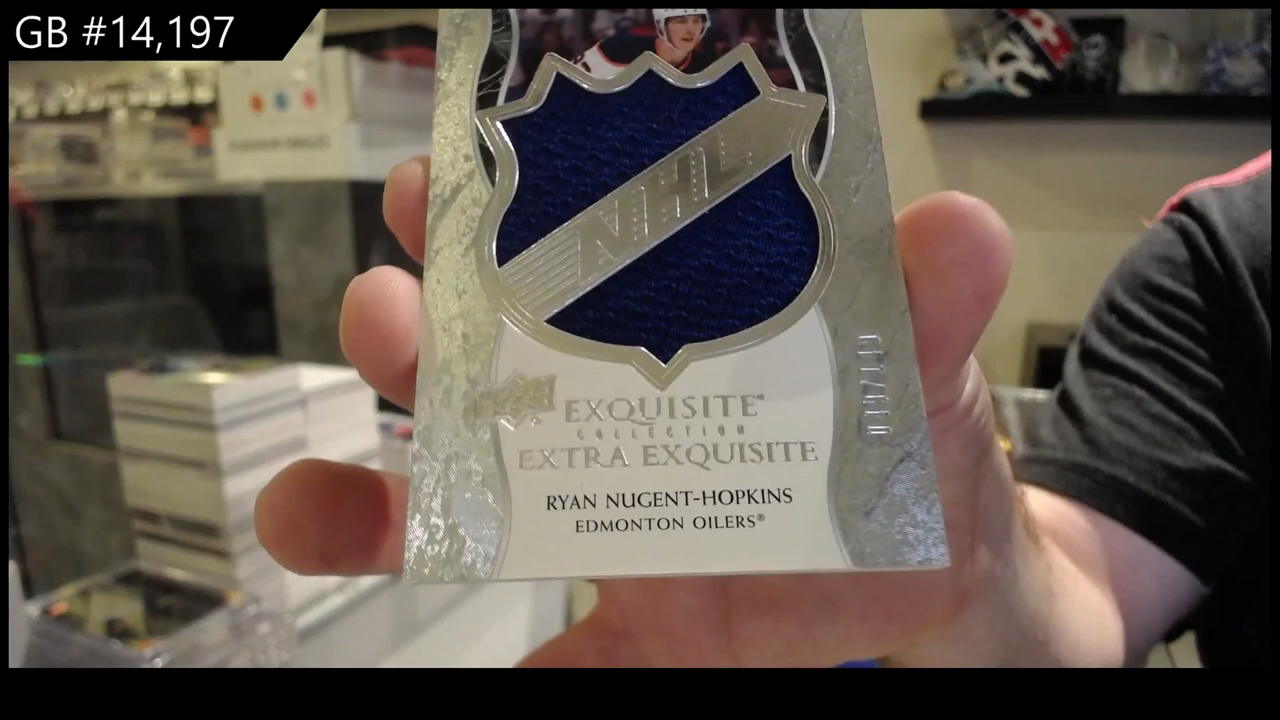 GB #14,197
NHL
EXQUISITE
COLLECTION
EXTRA EXQUISITE
RYAN NUGENT-HOPKINS
EDMONTON OILERS®